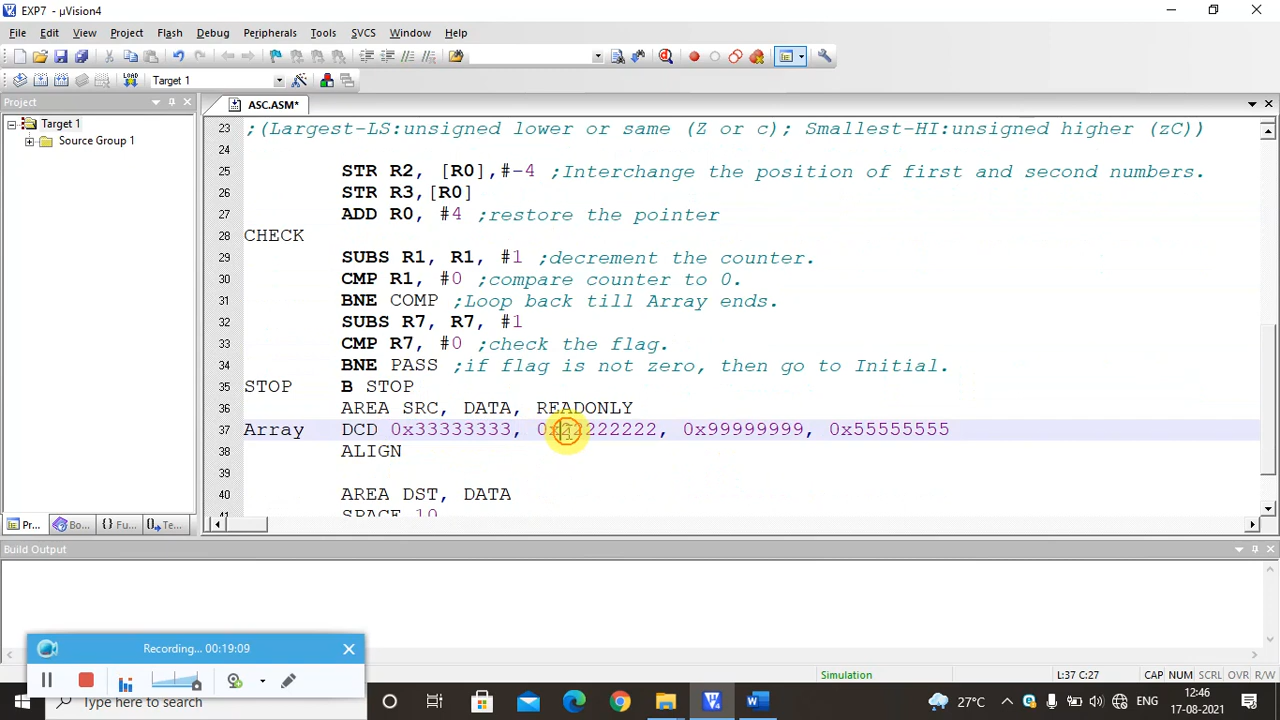 EXP7 - µVision4
File Edit View Project Flash Debug Peripherals Tools SVCS Window Help
LOAD Target 1
Project
ASC.ASM*
Target 1
Source Group 1
23 ;(Largest-LS:unsigned lower or same (Z or c); Smallest-HI:unsigned higher (zC))
24
25 STR R2, [R0],#-4 ;Interchange the position of first and second numbers.
26 STR R3,[R0]
27 ADD R0, #4 ;restore the pointer
28 CHECK
29 SUBS R1, R1, #1 ;decrement the counter.
30 CMP R1, #0 ;compare counter to 0.
31 BNE COMP ;Loop back till Array ends.
32 SUBS R7, R7, #1
33 CMP R7, #0 ;check the flag.
34 BNE PASS ;if flag is not zero, then go to Initial.
35 STOP B STOP
36 AREA SRC, DATA, READONLY
37 Array DCD 0x33333333, 0x22222222, 0x99999999, 0x55555555
38 ALIGN
39
40 AREA DST, DATA
41 SPACE 10
Pr... Bo... {} Fu... Te...
Build Output
Recording... 00:19:09
Simulation L:37 C:27 CAP NUM SCRL OVR R/W
Type here to search
27°C ENG
12:46
17-08-2021